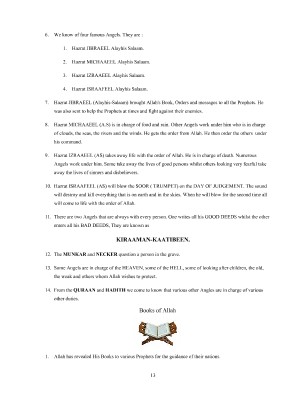 6. We know of four famous Angels. They are :
1. Hazrat JIBRAEEL Alayhis Salaam.
2. Hazrat MICHAAEEL Alayhis Salaam.
3. Hazrat IZRAAEEL Alayhis Salaam.
4. Hazrat ISRAAFEEL Alayhis Salaam.
7. Hazrat JIBRAEEL (Alayhis-Salaam) brought Allah's Book, Orders and messages to all the Prophets. He
was also sent to help the Prophets at times and fight against their enemies.
8. Hazrat MICHAAEEL (A.S) is in charge of food and rain. Other Angels work under him who is in charge
of clouds, the seas, the rivers and the winds. He gets the order from Allah. He then orders the others under
his command.
9. Hazrat IZRAAEEL (AS) takes away life with the order of Allah. He is in charge of death. Numerous
Angels work under him. Some take away the lives of good persons whilst others looking very fearful take
away the lives of sinners and disbelievers.
10. Hazrat ISRAAFEEL (AS) will blow the SOOR ( TRUMPET) on the DAY OF JUDGEMENT. The sound
will destroy and kill everything that is on earth and in the skies. When he will blow for the second time all
will come to life with the order of Allah.
11. There are two Angels that are always with every person. One writes all his GOOD DEEDS whilst the other
enters all his BAD DEEDS, They are known as
KIRAAMAN-KAATIBEEN.
12. The MUNKAR and NECKER question a person in the grave.
13. Some Angels are in charge of the HEAVEN, some of the HELL, some of looking after children, the old,
the weak and others whom Allah wishes to protect.
14. From the QURAAN and HADITH we come to know that various other Angles are in charge of various
other duties.
Books of Allah
1. Allah has revealed His Books to various Prophets for the guidance of their nations.
13